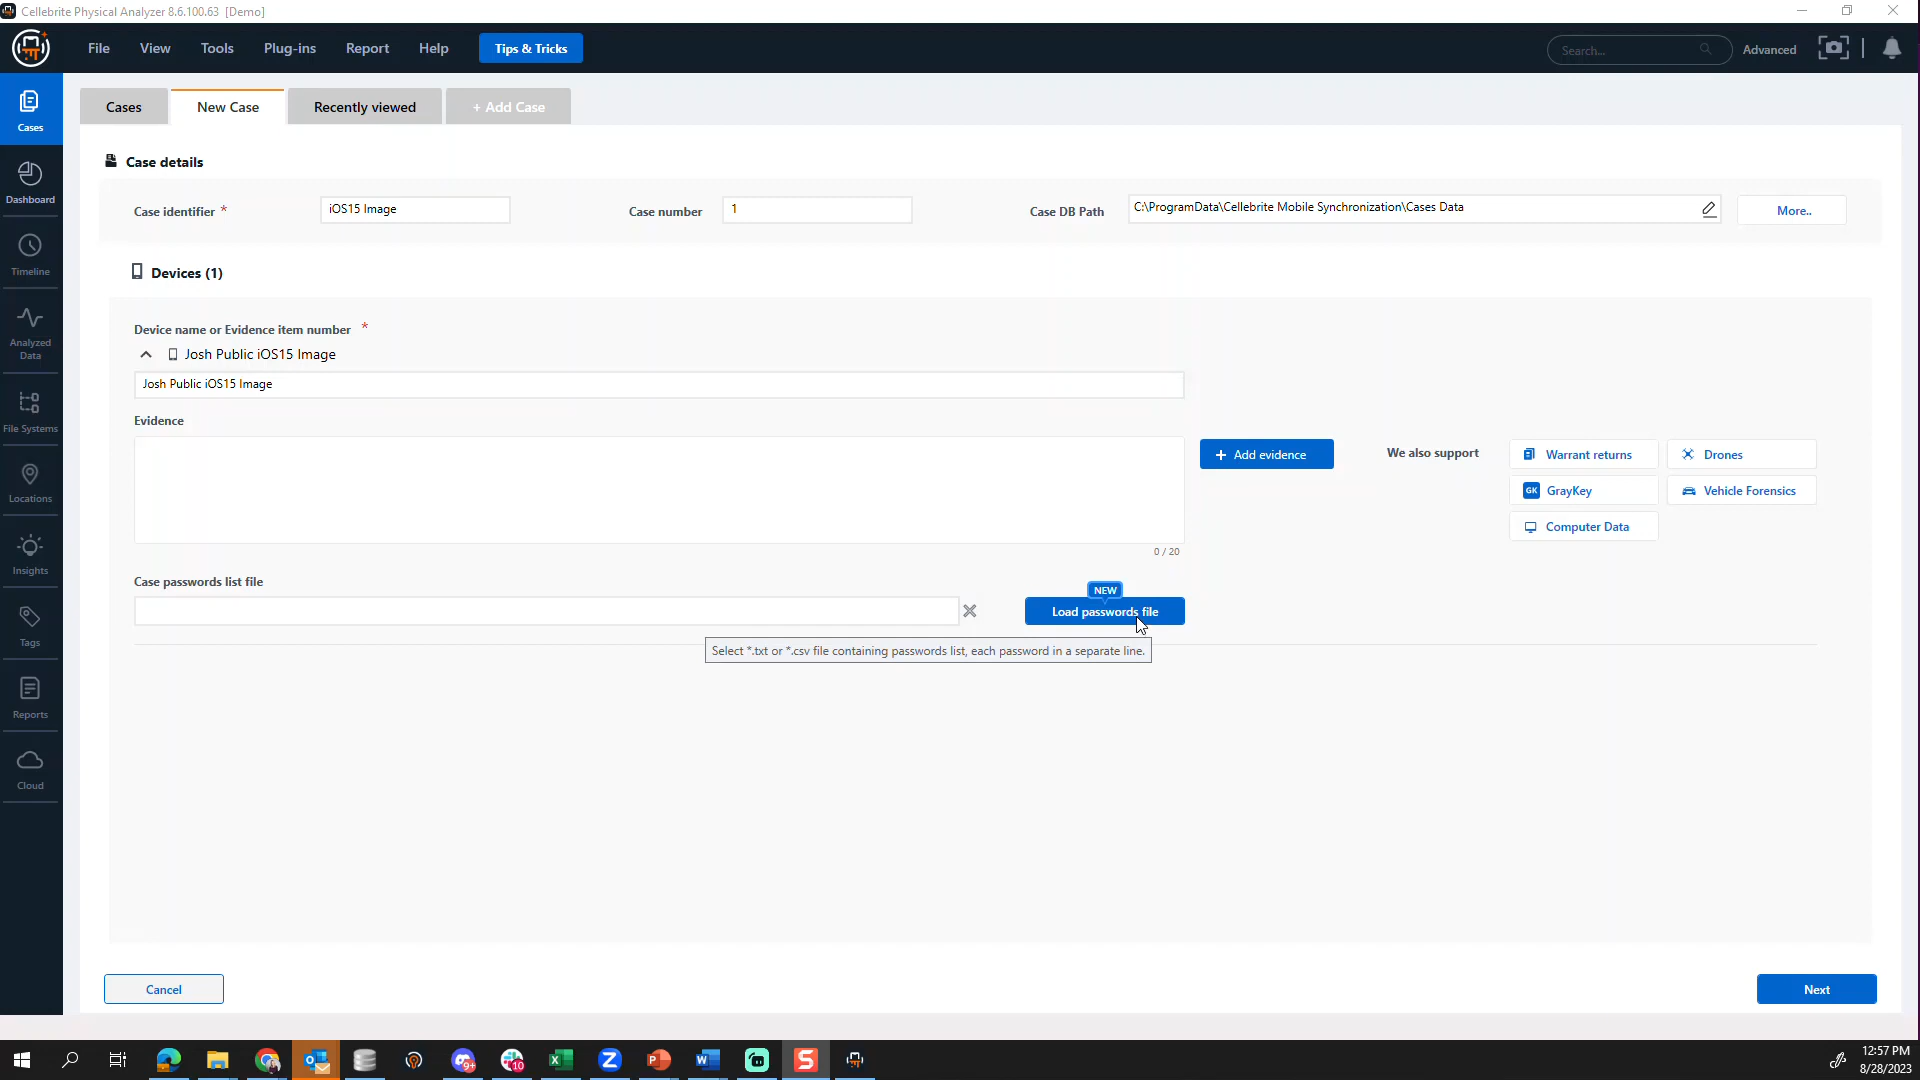 Cellebrite Physical Analyzer 8.6.100.63 [Demo]
File View Tools Plug-ins Report Help Tips & Tricks Search... Advanced
Cases New Case Recently viewed + Add Case
Cases
Dashboard
Timeline
Analyzed
Data
File Systems
Locations
Insights
Tags
Reports
Cloud
Case details
Case identifier * iOS15 Image Case number 1 Case DB Path C:\ProgramData\Cellebrite Mobile Synchronization\Cases Data More..
Devices (1)
Device name or Evidence item number *
Josh Public iOS15 Image
Josh Public iOS15 Image
Evidence
+ Add evidence We also support Warrant returns Drones
GK GrayKey Vehicle Forensics
Computer Data
0 / 20
Case passwords list file
NEW
Load passwords file
Select *.txt or *.csv file containing passwords list, each password in a separate line.
Cancel Next
9+ 10
12:57 PM
8/28/2023